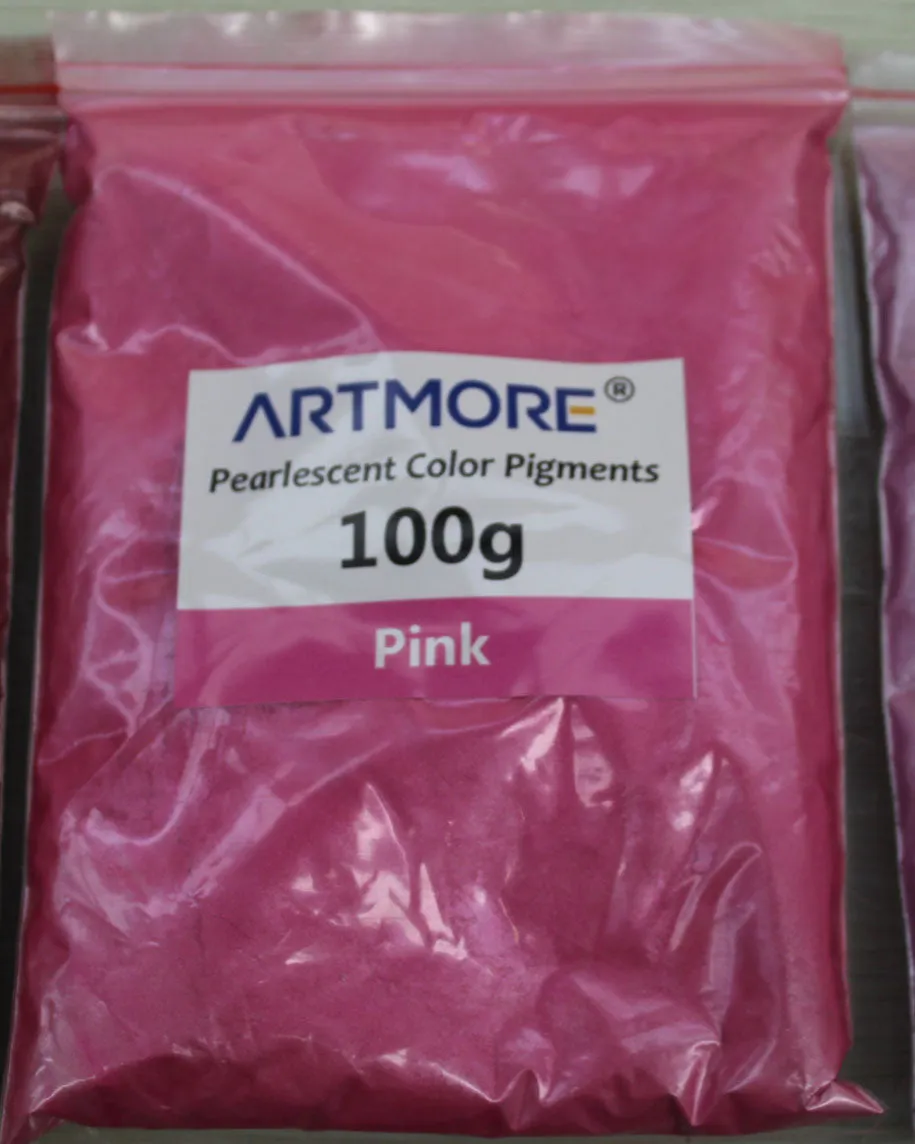 ARTMORE®
Pearlescent Color Pigments
100g
Pink